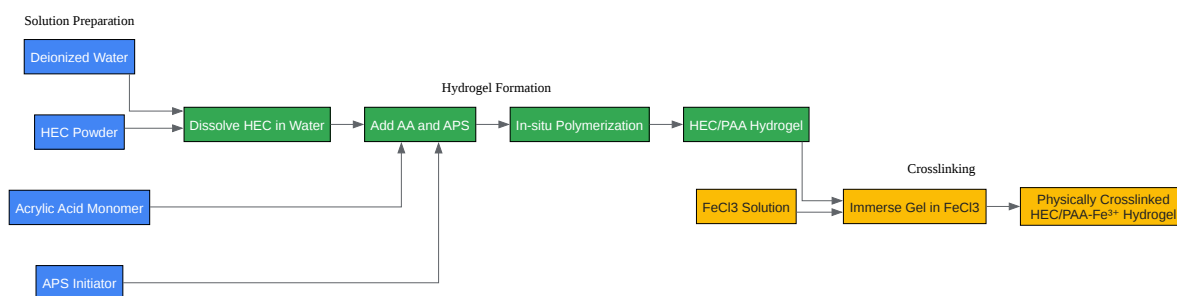 Solution Preparation
Deionized Water
HEC Powder
Acrylic Acid Monomer
APS Initiator
Hydrogel Formation
Dissolve HEC in Water
Add AA and APS
In-situ Polymerization
HEC/PAA Hydrogel
Crosslinking
FeCl3 Solution
Immerse Gel in FeCl3
Physically Crosslinked
HEC/PAA-Fe³⁺ Hydrogel